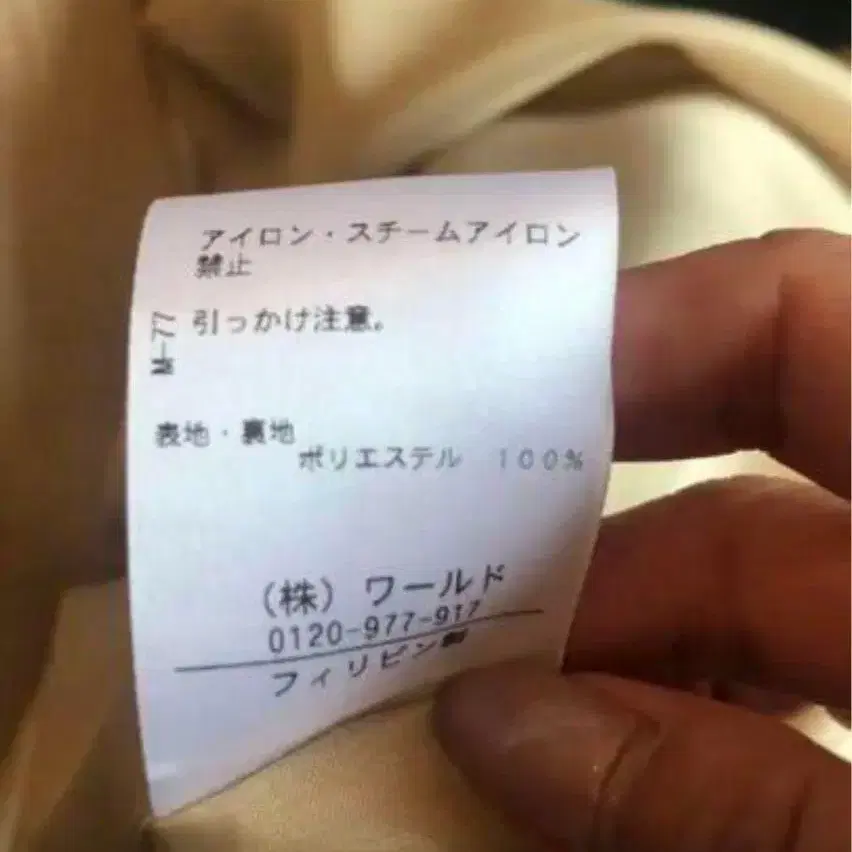 アイロン・スチームアイロン
禁止
M-77
引っかけ注意。
表地・裏地
ポリエステル 100%
(株) ワールド
0120-977-917
フィリピン製